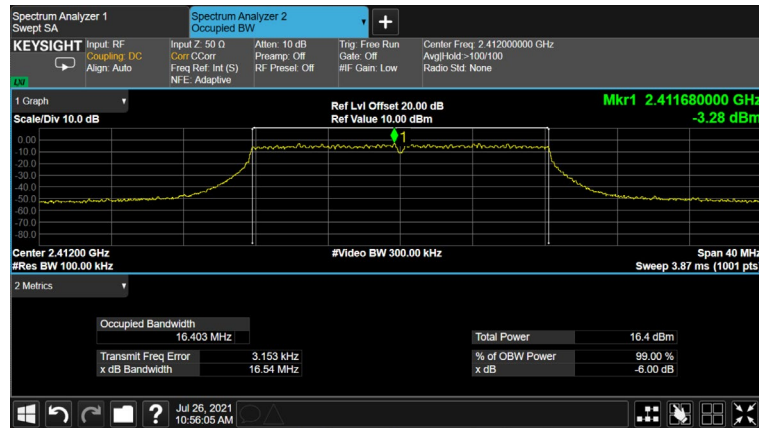 Spectrum Analyzer 1
Swept SA
Spectrum Analyzer 2
Occupied BW
+
KEYSIGHT
Input: RF
Coupling: DC
Align: Auto
Input Z: 50 Ω
Corr CCorr
Freq Ref: Int (S)
NFE: Adaptive
Atten: 10 dB
Preamp: Off
RF Presel: Off
Trig: Free Run
Gate: Off
#IF Gain: Low
Center Freq: 2.412000000 GHz
Avg|Hold:>100/100
Radio Std: None
LXI
1 Graph
Scale/Div 10.0 dB
Ref Lvl Offset 20.00 dB
Ref Value 10.00 dBm
Mkr1 2.411680000 GHz
-3.28 dBm
1
0.00
-10.0
-20.0
-30.0
-40.0
-50.0
-60.0
-70.0
-80.0
Center 2.41200 GHz
#Res BW 100.00 kHz
#Video BW 300.00 kHz
Span 40 MHz
Sweep 3.87 ms (1001 pts
2 Metrics
Occupied Bandwidth
16.403 MHz
Total Power 16.4 dBm
Transmit Freq Error 3.153 kHz
% of OBW Power 99.00 %
x dB Bandwidth 16.54 MHz
x dB -6.00 dB
?
Jul 26, 2021
10:56:05 AM